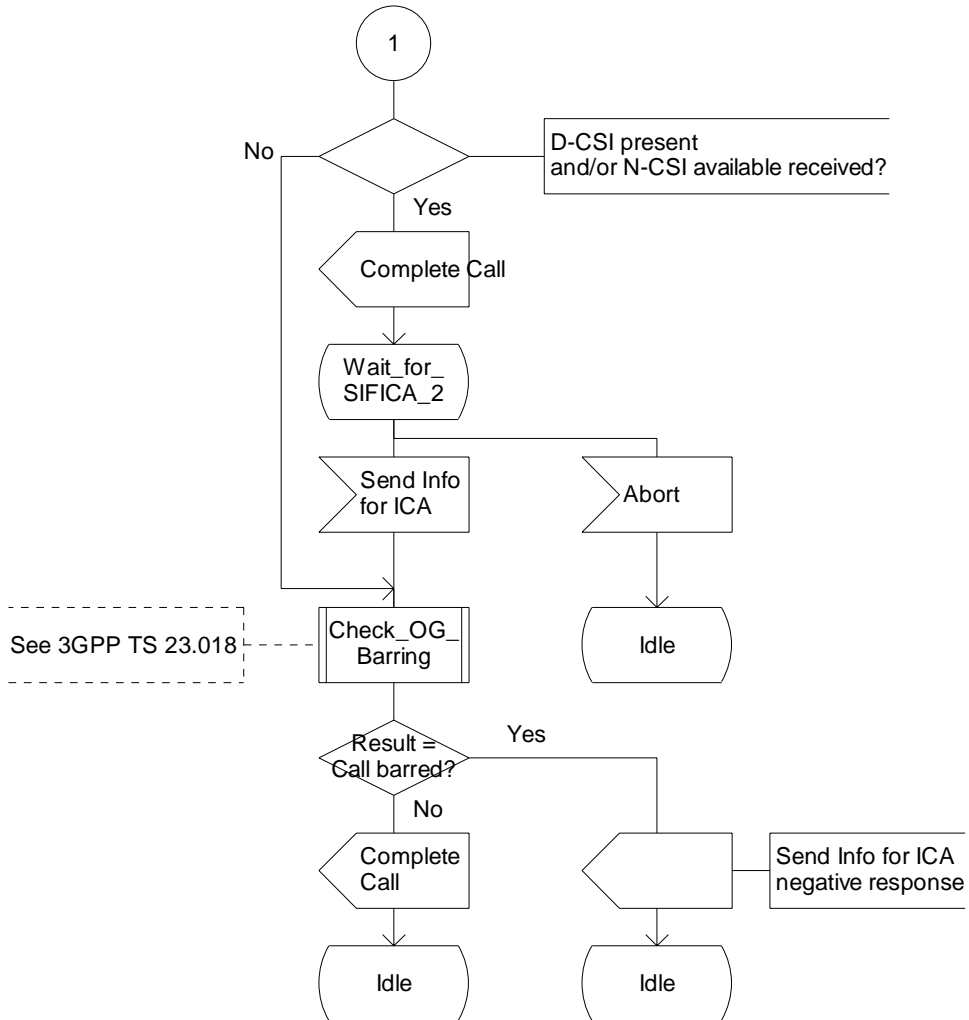 1
No
D-CSI present
and/or N-CSI available received?
Yes
Complete Call
Wait_for_
SIFICA_2
Send Info
for ICA
Abort
See 3GPP TS 23.018
Check_OG_
Barring
Idle
Result =
Call barred?
Yes
No
Complete
Call
Send Info for ICA
negative response
Idle
Idle